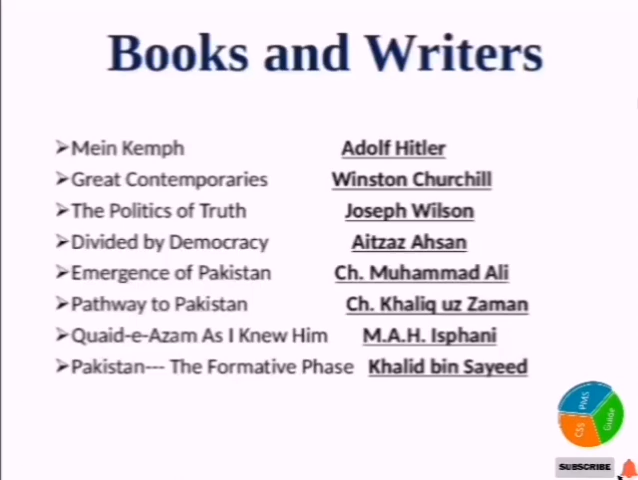 Books and Writers
➢Mein Kemph Adolf Hitler
➢Great Contemporaries Winston Churchill
➢The Politics of Truth Joseph Wilson
➢Divided by Democracy Aitzaz Ahsan
➢Emergence of Pakistan Ch. Muhammad Ali
➢Pathway to Pakistan Ch. Khaliq uz Zaman
➢Quaid-e-Azam As I Knew Him M.A.H. Isphani
➢Pakistan--- The Formative Phase Khalid bin Sayeed
PMS
CSS
Guide
SUBSCRIBE